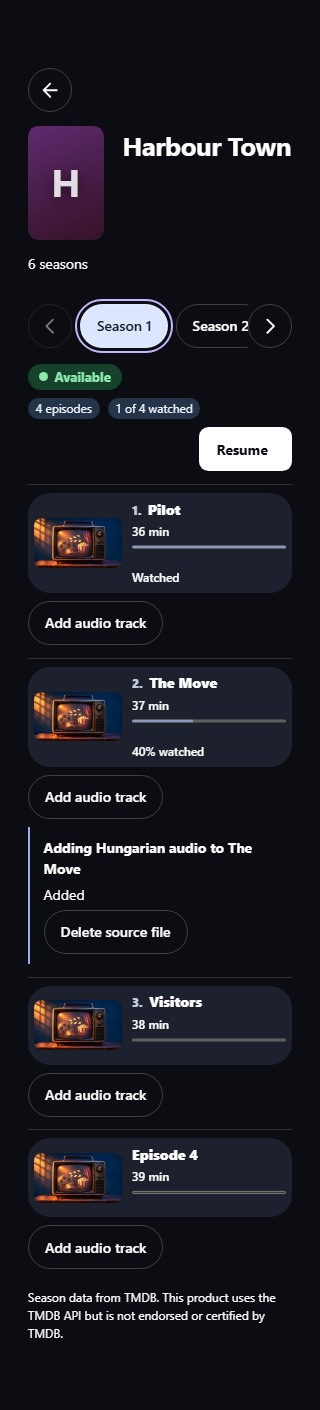 H
Harbour Town
6 seasons
Season 1
Season 2
Available
4 episodes
1 of 4 watched
Resume
1. Pilot
36 min
Watched
Add audio track
2. The Move
37 min
40% watched
Add audio track
Adding Hungarian audio to The
Move
Added
Delete source file
3. Visitors
38 min
Add audio track
Episode 4
39 min
Add audio track
Season data from TMDB. This product uses the
TMDB API but is not endorsed or certified by
TMDB.